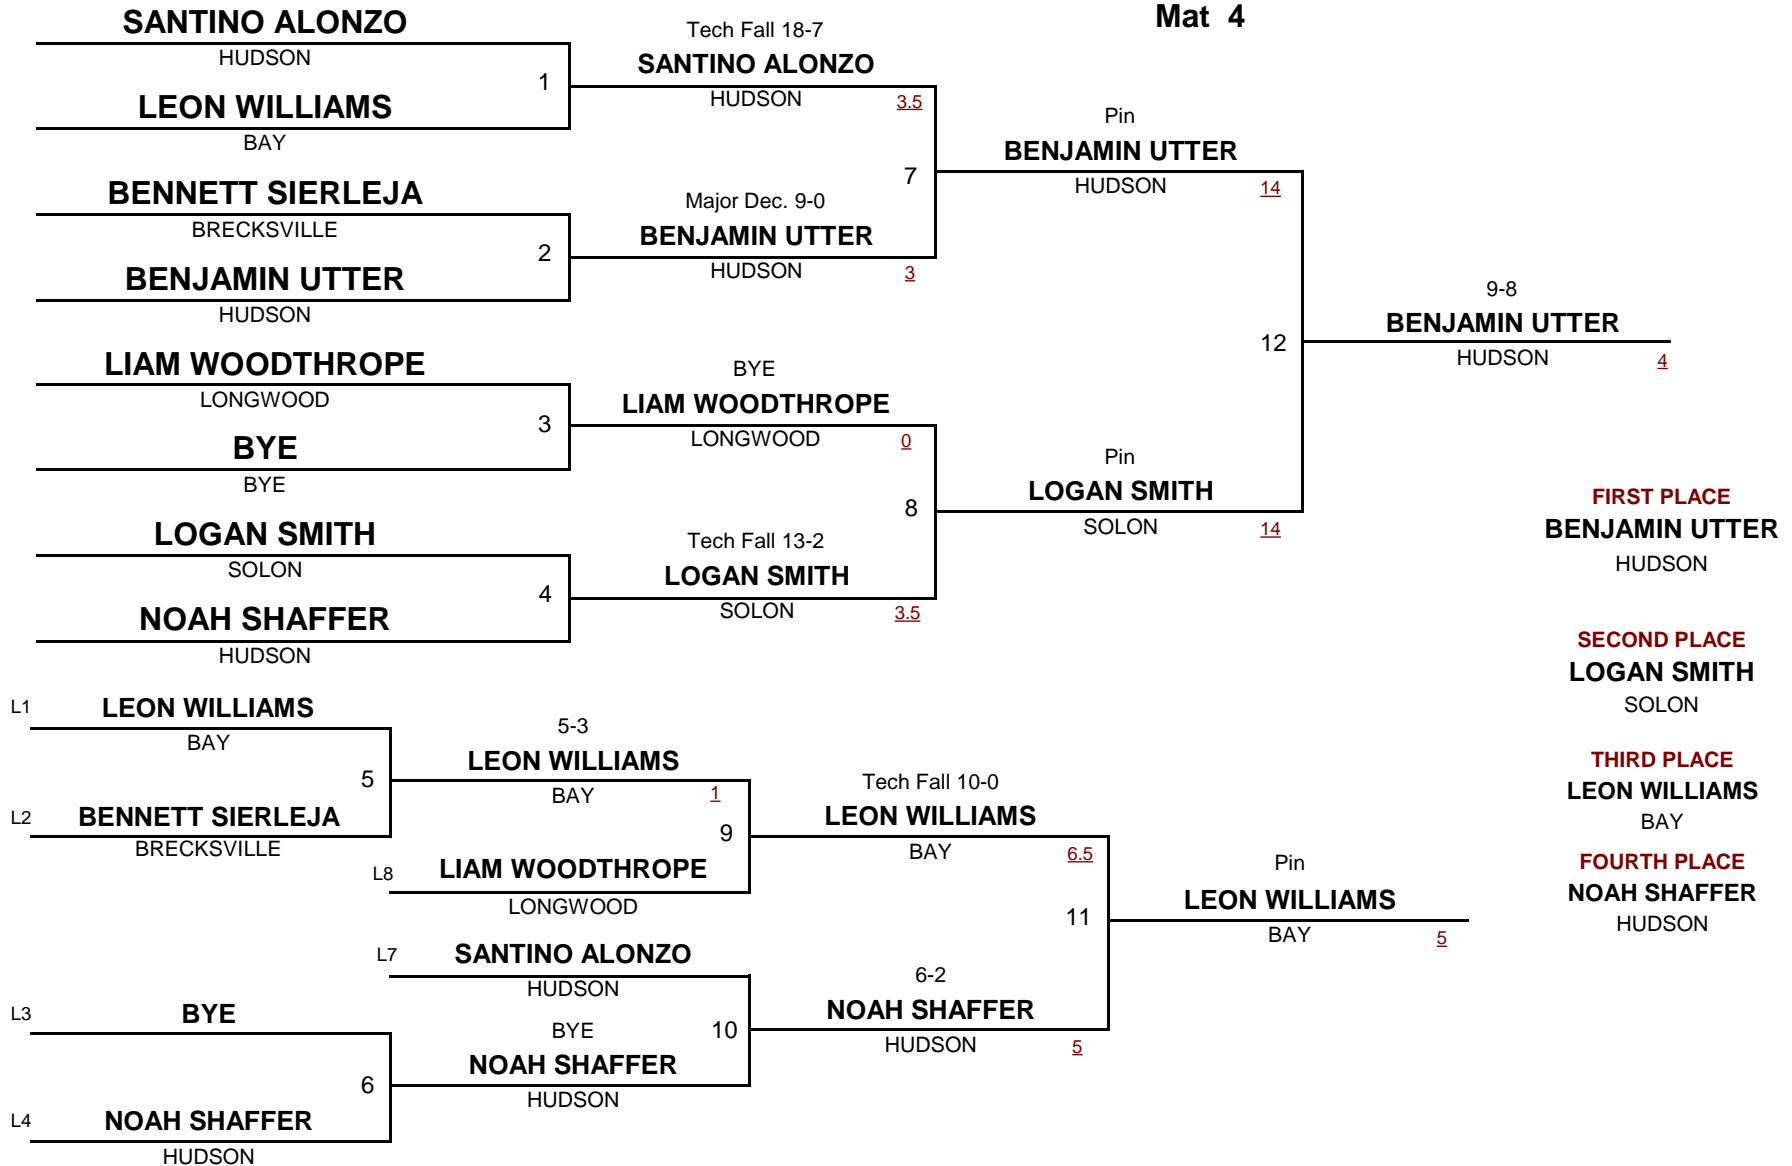 Mat 4
SANTINO ALONZO
HUDSON
1
LEON WILLIAMS
BAY
BENNETT SIERLEJA
BRECKSVILLE
2
BENJAMIN UTTER
HUDSON
LIAM WOODTHROPE
LONGWOOD
3
BYE
BYE
LOGAN SMITH
SOLON
4
NOAH SHAFFER
HUDSON
Tech Fall 18-7
SANTINO ALONZO
HUDSON 3.5
7
Major Dec. 9-0
BENJAMIN UTTER
HUDSON 3
BYE
LIAM WOODTHROPE
LONGWOOD 0
8
Tech Fall 13-2
LOGAN SMITH
SOLON 3.5
Pin
BENJAMIN UTTER
HUDSON 14
12
Pin
LOGAN SMITH
SOLON 14
9-8
BENJAMIN UTTER
HUDSON 4
L1 LEON WILLIAMS
BAY
5
L2 BENNETT SIERLEJA
BRECKSVILLE
L3 BYE
6
L4 NOAH SHAFFER
HUDSON
5-3
LEON WILLIAMS
BAY 1
9
L8 LIAM WOODTHROPE
LONGWOOD
L7 SANTINO ALONZO
HUDSON
10
BYE
NOAH SHAFFER
HUDSON
Tech Fall 10-0
LEON WILLIAMS
BAY 6.5
11
6-2
NOAH SHAFFER
HUDSON 5
Pin
LEON WILLIAMS
BAY 5
FIRST PLACE
BENJAMIN UTTER
HUDSON
SECOND PLACE
LOGAN SMITH
SOLON
THIRD PLACE
LEON WILLIAMS
BAY
FOURTH PLACE
NOAH SHAFFER
HUDSON